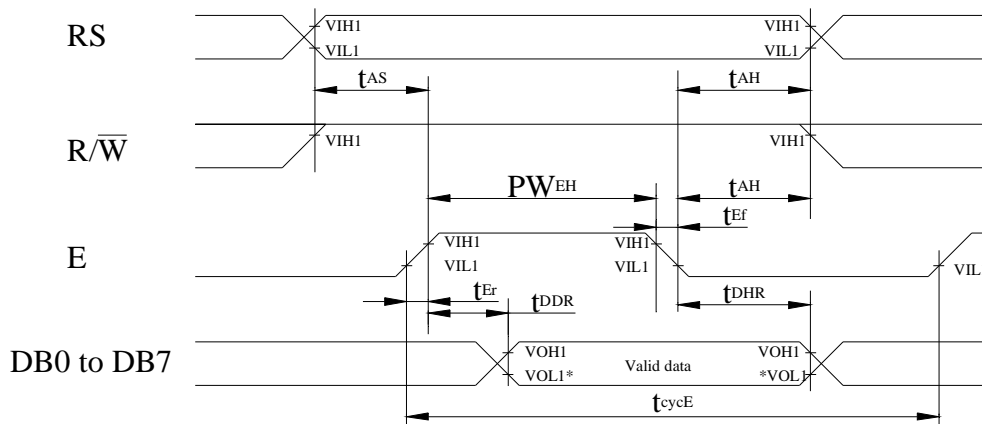 RS
VIH1
VIL1
VIH1
VIL1
tAS
tAH
R/W̅
VIH1
VIH1
PWEH
tAH
tEf
E
VIH1
VIL1
VIH1
VIL1
VIL
tEr
tDDR
tDHR
DB0 to DB7
VOH1
VOL1*
Valid data
VOH1
*VOL1
tcycE